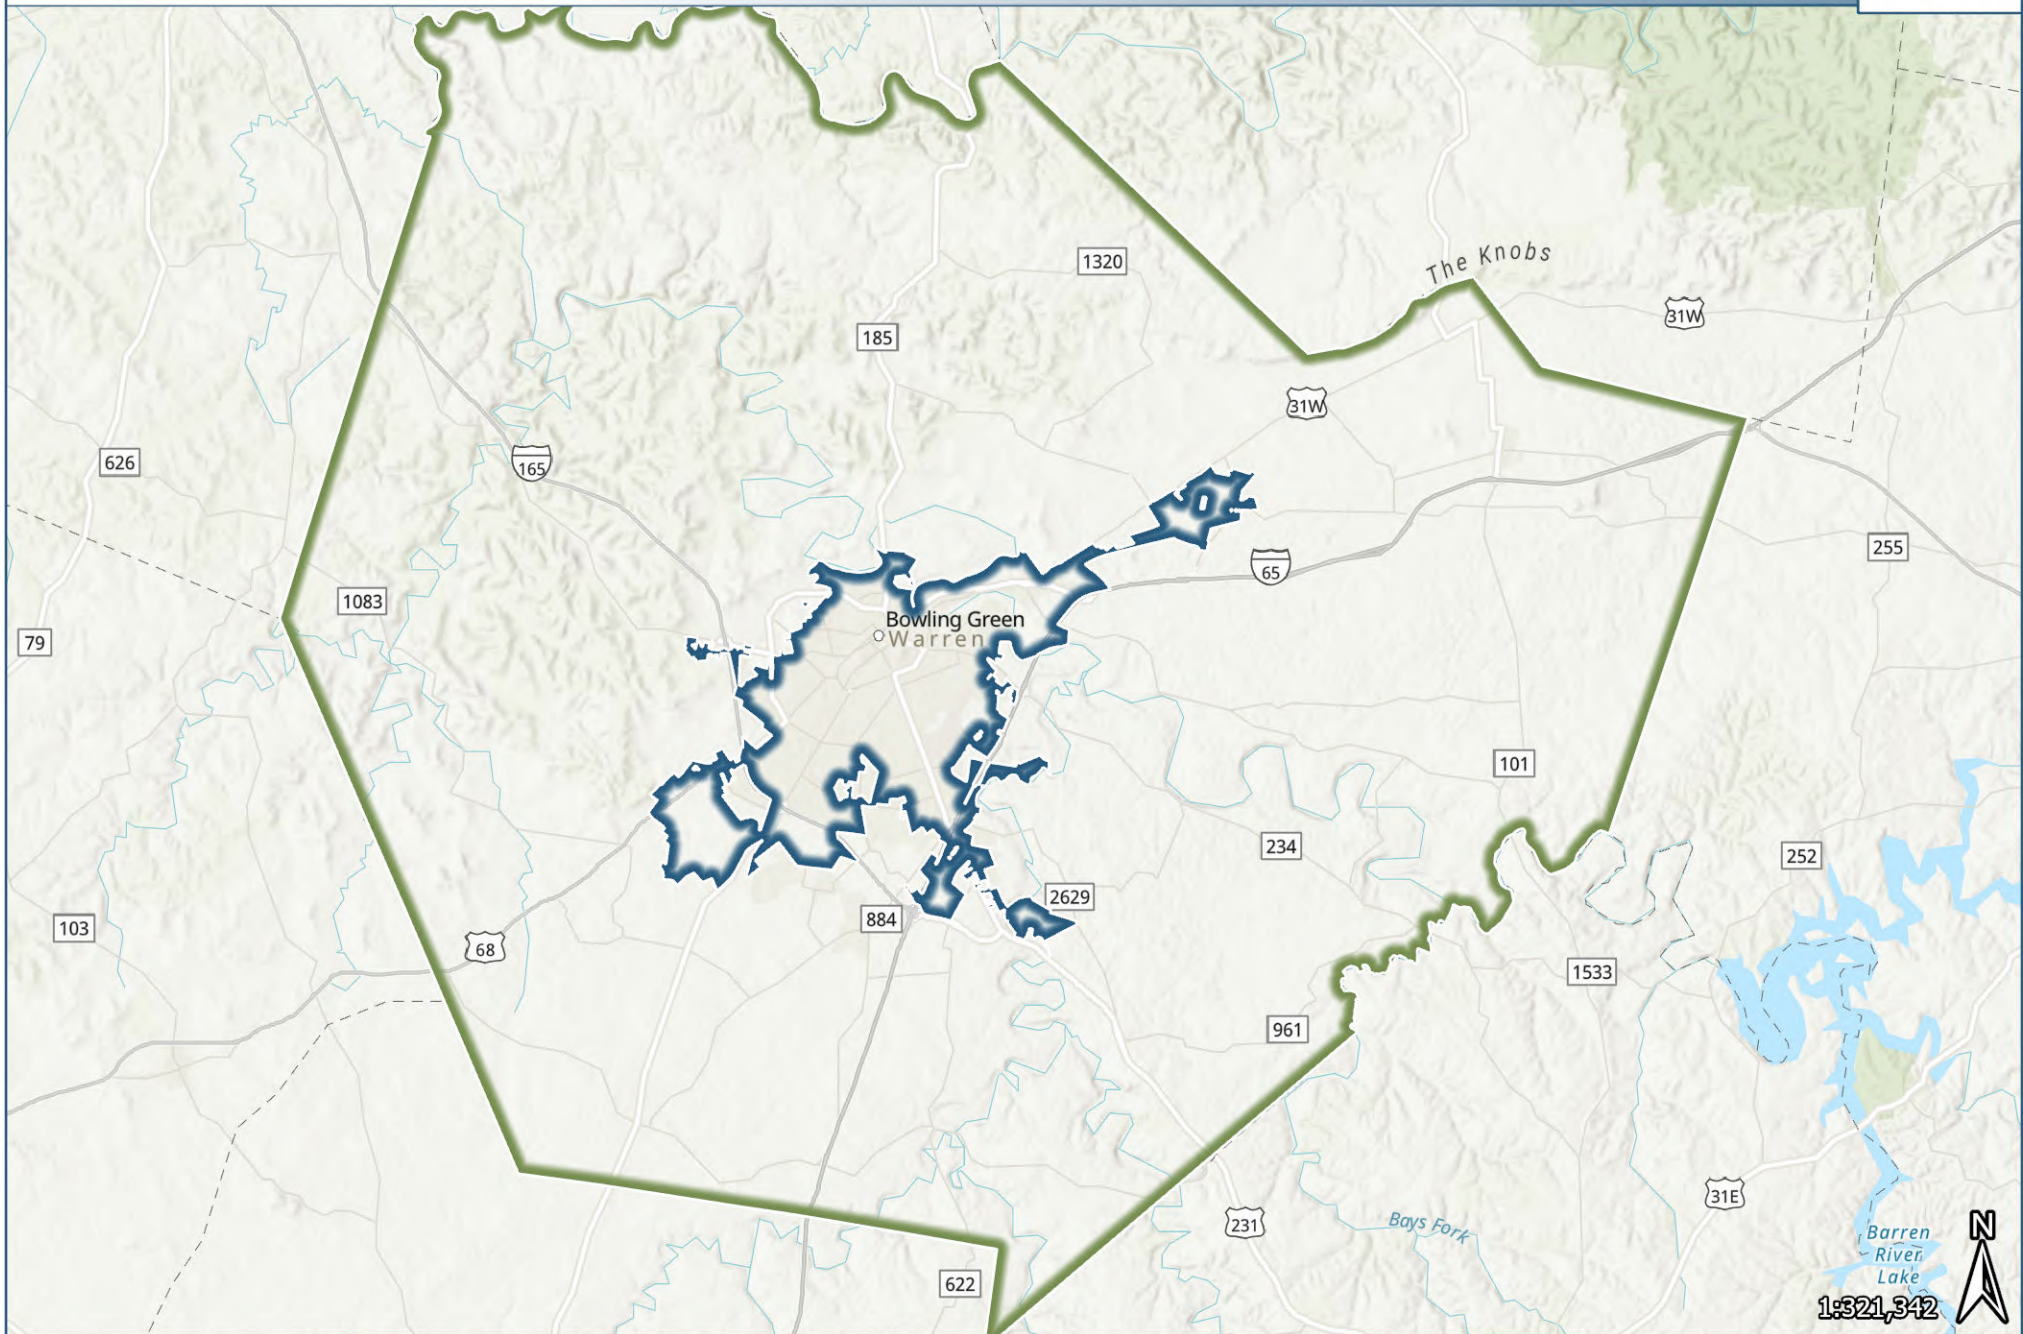 The Knobs
1320
31W
185
31W
626
165
255
65
1083
Bowling Green
Warren
79
101
234
252
2629
884
103
68
1533
961
31E
231
Bays Fork
N
Barren
River
Lake
622
1:321,342